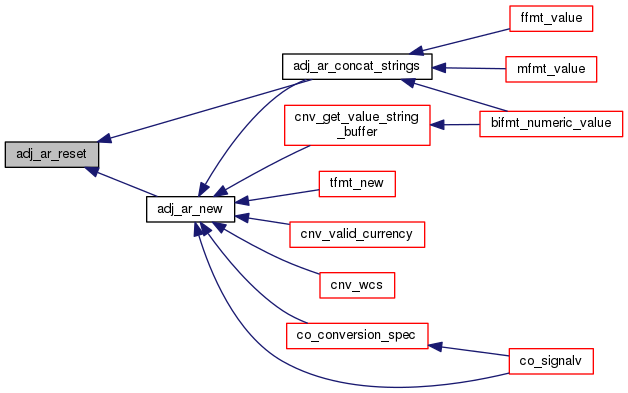 ffmt_value
adj_ar_concat_strings
mfmt_value
cnv_get_value_string
_buffer
bifmt_numeric_value
adj_ar_reset
tfmt_new
adj_ar_new
cnv_valid_currency
cnv_wcs
co_conversion_spec
co_signalv